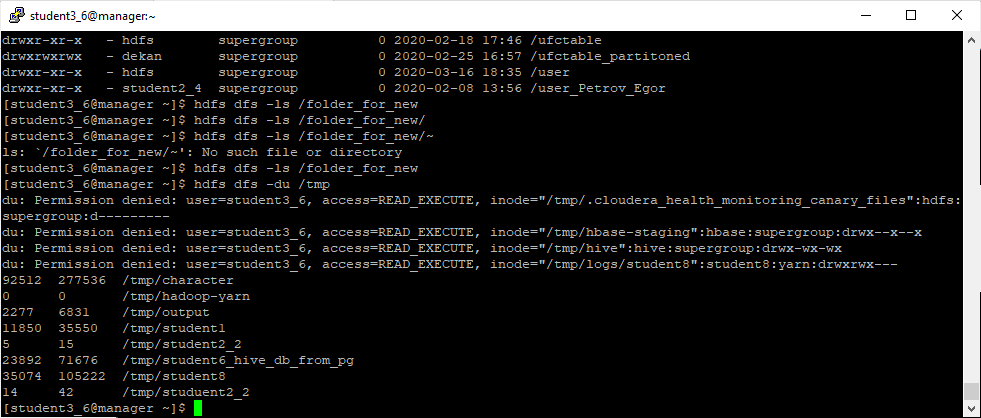 student3_6@manager:~
drwxr-xr-x   - hdfs        supergroup          0 2020-02-18 17:46 /ufctable
drwxrwxrwx   - dekan       supergroup          0 2020-02-25 16:57 /ufctable_partitoned
drwxr-xr-x   - hdfs        supergroup          0 2020-03-16 18:35 /user
drwxr-xr-x   - student2_4  supergroup          0 2020-02-08 13:56 /user_Petrov_Egor
[student3_6@manager ~]$ hdfs dfs -ls /folder_for_new
[student3_6@manager ~]$ hdfs dfs -ls /folder_for_new/
[student3_6@manager ~]$ hdfs dfs -ls /folder_for_new/~
ls: `/folder_for_new/~': No such file or directory
[student3_6@manager ~]$ hdfs dfs -ls /folder_for_new
[student3_6@manager ~]$ hdfs dfs -du /tmp
du: Permission denied: user=student3_6, access=READ_EXECUTE, inode="/tmp/.cloudera_health_monitoring_canary_files":hdfs:
supergroup:d---------
du: Permission denied: user=student3_6, access=READ_EXECUTE, inode="/tmp/hbase-staging":hbase:supergroup:drwx--x--x
du: Permission denied: user=student3_6, access=READ_EXECUTE, inode="/tmp/hive":hive:supergroup:drwx-wx-wx
du: Permission denied: user=student3_6, access=READ_EXECUTE, inode="/tmp/logs/student8":student8:yarn:drwxrwx---
92512  277536  /tmp/character
0      0       /tmp/hadoop-yarn
2277   6831    /tmp/output
11850  35550   /tmp/student1
5      15      /tmp/student2_2
23892  71676   /tmp/student6_hive_db_from_pg
35074  105222  /tmp/student8
14     42      /tmp/studuent2_2
[student3_6@manager ~]$